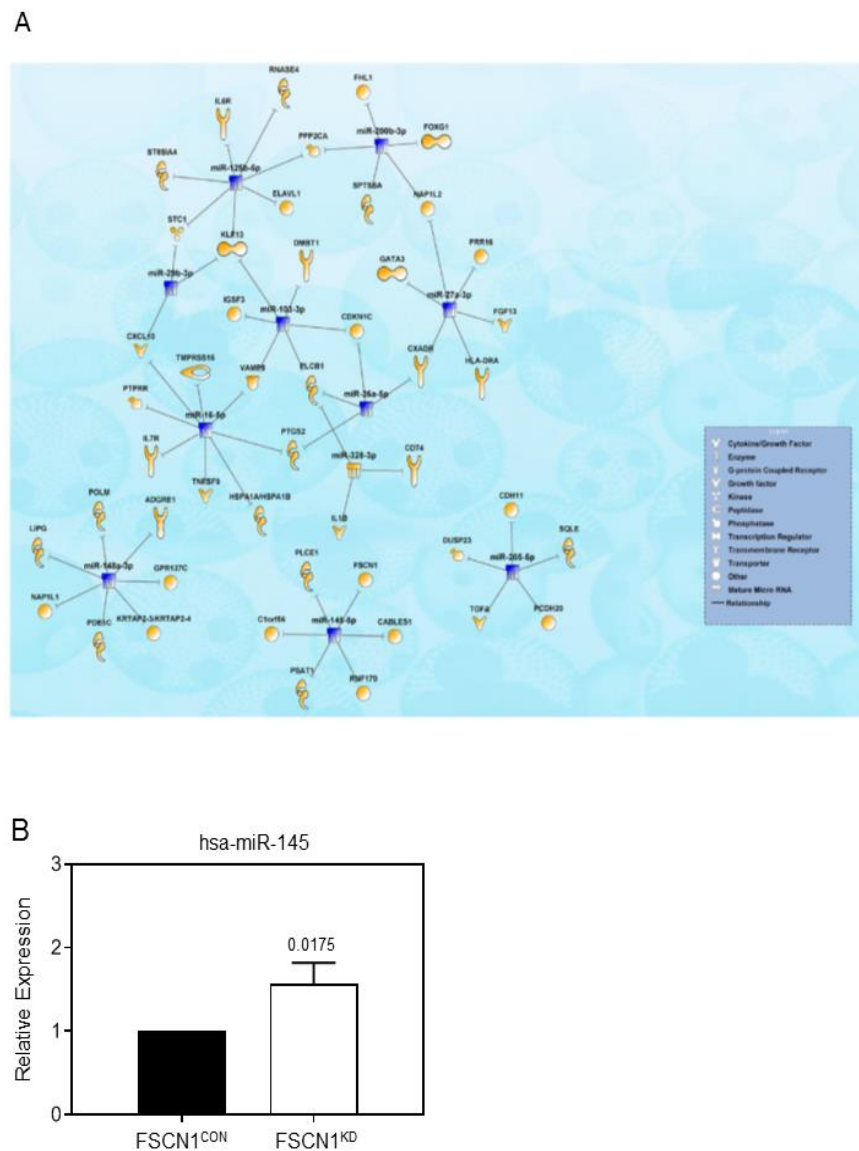 A
RNASE4
FHL1
IL6R
FOXG1
PPP2CA
miR-200b-3p
ST8SIA4
miR-125b-5p
SPTSSA
NAP1L2
ELAVL1
STC1
KLF13
DMBT1
PRR16
GATA3
miR-29b-3p
miR-27a-3p
IGSF3
miR-103-3p
CDKN1C
FGF13
CXCL10
CXADR
TMPRSS15
VAMP8
PLCB1
HLA-DRA
PTPRR
miR-26a-5p
miR-16-5p
PTGS2
IL7R
miR-328-3p
CD74
TNFSF9
HSPA1A/HSPA1B
POLM
ADGRE1
IL1B
CDH11
LIPG
DUSP23
SQLE
PLCE1
FSCN1
miR-148a-3p
GPR137C
miR-205-5p
NAP1L1
KRTAP2-3/KRTAP2-4
C1orf56
miR-145-5p
CABLES1
TGFα
PCDH20
PSAT1
RNF170
Cytokine/Growth Factor
Enzyme
G-protein Coupled Receptor
Growth factor
Kinase
Peptidase
Phosphatase
Transcription Regulator
Transmembrane Receptor
Transporter
Other
Mature Micro RNA
Relationship
B
hsa-miR-145
Relative Expression
3
2
1
0
0.0175
FSCN1CON
FSCN1KD